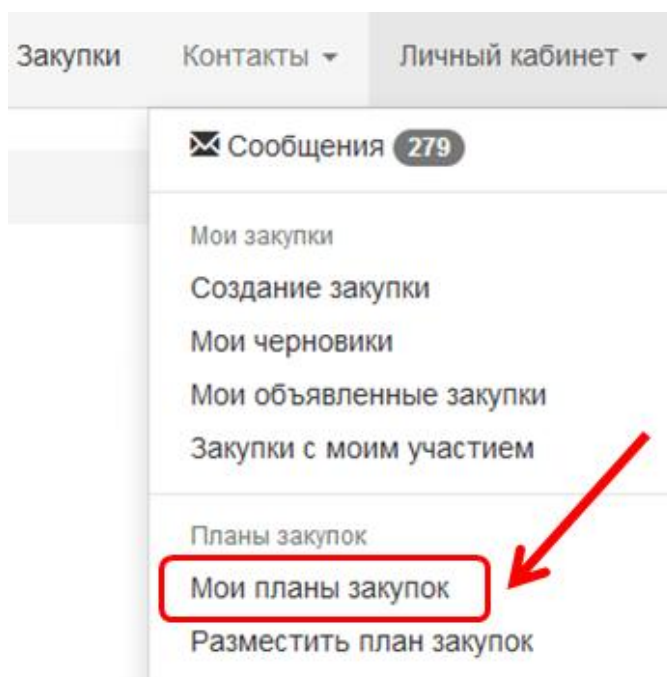 Закупки Контакты Личный кабинет
Сообщения 279
Мои закупки
Создание закупки
Мои черновики
Мои объявленные закупки
Закупки с моим участием
Планы закупок
Мои планы закупок
Разместить план закупок